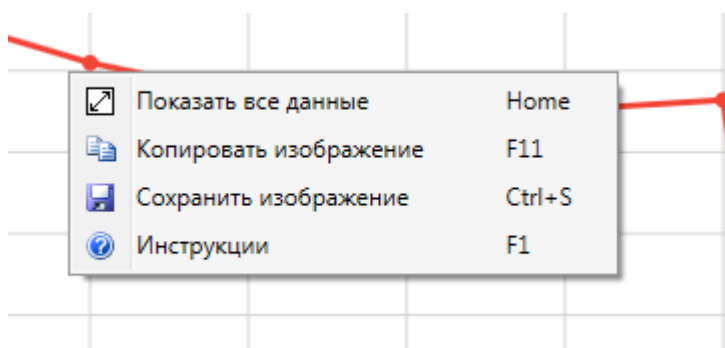 Показать все данные Home
Копировать изображение F11
Сохранить изображение Ctrl+S
Инструкции F1